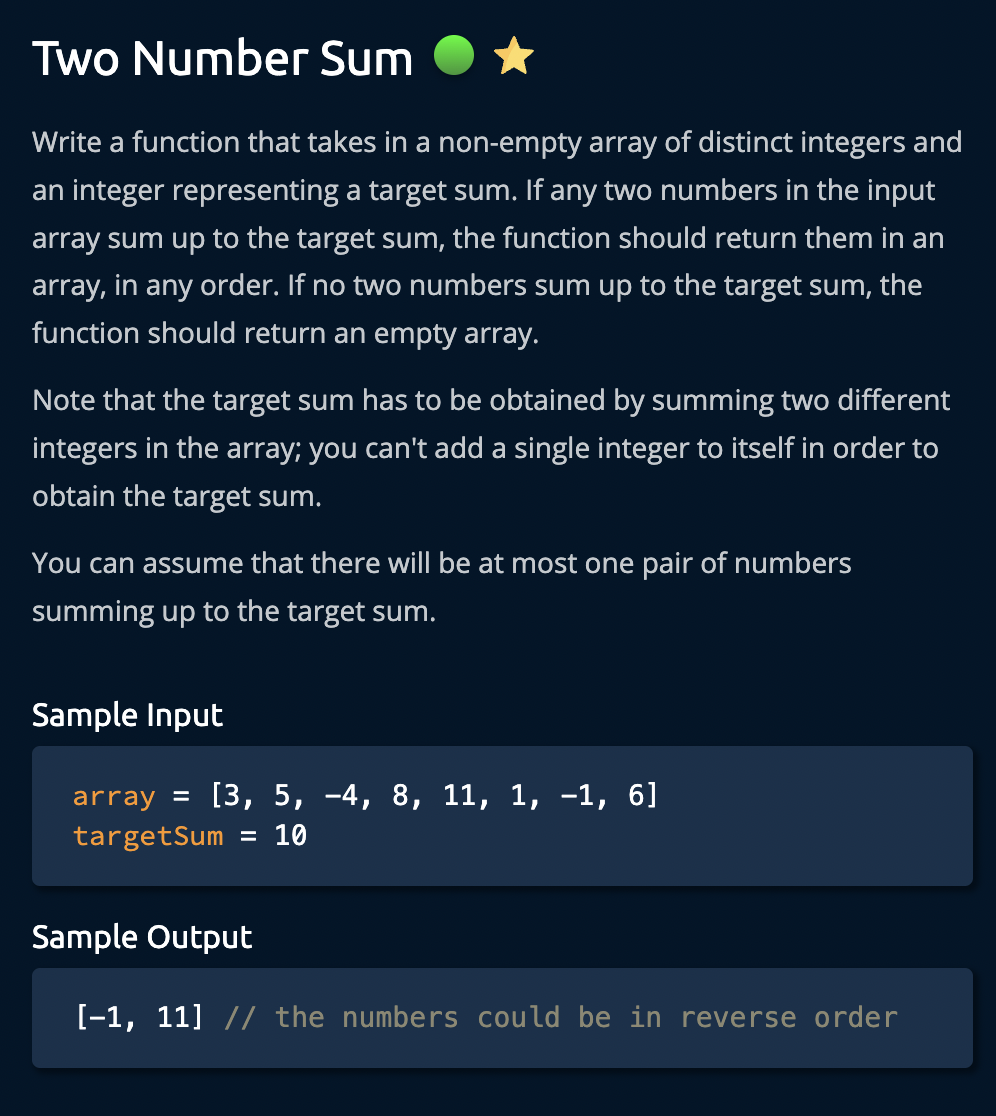 Two Number Sum
Write a function that takes in a non-empty array of distinct integers and
an integer representing a target sum. If any two numbers in the input
array sum up to the target sum, the function should return them in an
array, in any order. If no two numbers sum up to the target sum, the
function should return an empty array.
Note that the target sum has to be obtained by summing two different
integers in the array; you can't add a single integer to itself in order to
obtain the target sum.
You can assume that there will be at most one pair of numbers
summing up to the target sum.
Sample Input
array = [3, 5, -4, 8, 11, 1, -1, 6]
targetSum = 10
Sample Output
[-1, 11] // the numbers could be in reverse order